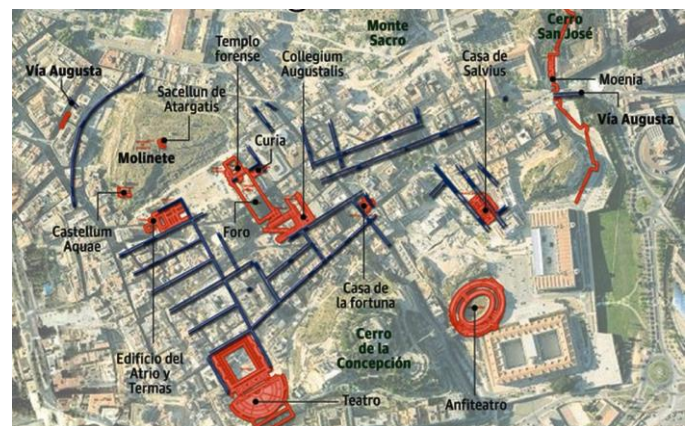 Monte
Sacro
Cerro
San José
Templo
forense
Collegium
Augustalis
Casa de
Salvius
Vía Augusta
Sacellun de
Atargatis
Moenia
Vía Augusta
Curia
Molinete
Castellum
Aquae
Foro
Casa de
la fortuna
Edificio del
Atrio y
Termas
Cerro
de la
Concepción
Teatro
Anfiteatro